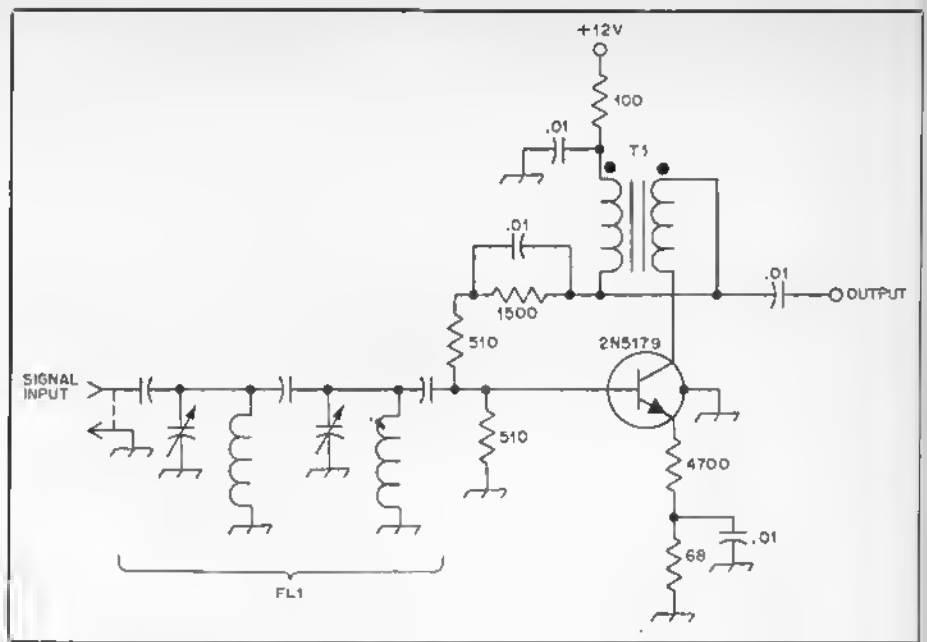 +12V
100
.01
T1
.01
1500
.01
OUTPUT
510
2N5179
SIGNAL
INPUT
510
4700
.01
68
FL1